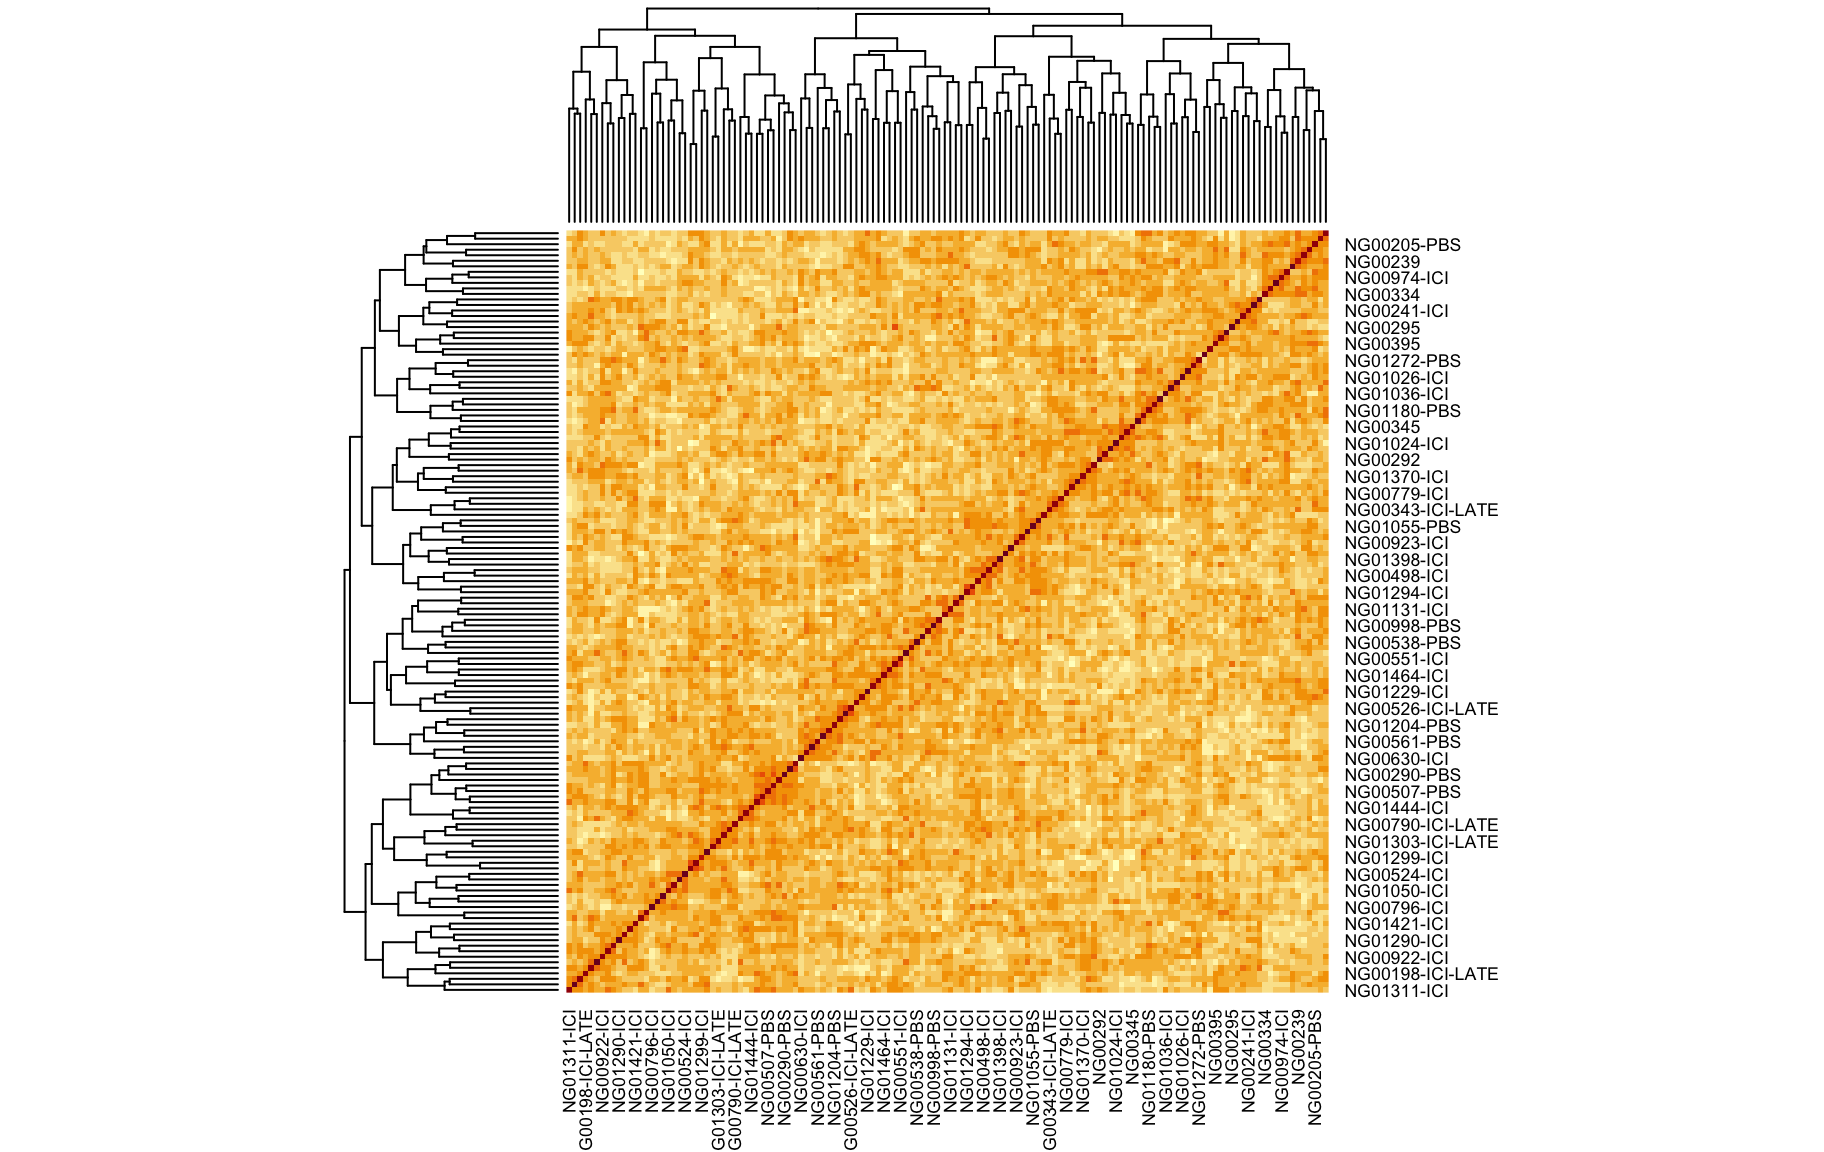 NG00205-PBS
NG00239
NG00974-ICI
NG00334
NG00241-ICI
NG00295
NG00395
NG01272-PBS
NG01026-ICI
NG01036-ICI
NG01180-PBS
NG00345
NG01024-ICI
NG00292
NG01370-ICI
NG00779-ICI
NG00343-ICI-LATE
NG01055-PBS
NG00923-ICI
NG01398-ICI
NG00498-ICI
NG01294-ICI
NG01131-ICI
NG00998-PBS
NG00538-PBS
NG00551-ICI
NG01464-ICI
NG01229-ICI
NG00526-ICI-LATE
NG01204-PBS
NG00561-PBS
NG00630-ICI
NG00290-PBS
NG00507-PBS
NG01444-ICI
NG00790-ICI-LATE
NG01303-ICI-LATE
NG01299-ICI
NG00524-ICI
NG01050-ICI
NG00796-ICI
NG01421-ICI
NG01290-ICI
NG00922-ICI
NG00198-ICI-LATE
NG01311-ICI
NG01311-ICI
G00198-ICI-LATE
NG00922-ICI
NG01290-ICI
NG01421-ICI
NG00796-ICI
NG01050-ICI
NG00524-ICI
NG01299-ICI
G01303-ICI-LATE
G00790-ICI-LATE
NG01444-ICI
NG00507-PBS
NG00290-PBS
NG00630-ICI
NG00561-PBS
NG01204-PBS
G00526-ICI-LATE
NG01229-ICI
NG01464-ICI
NG00551-ICI
NG00538-PBS
NG00998-PBS
NG01131-ICI
NG01294-ICI
NG00498-ICI
NG01398-ICI
NG00923-ICI
NG01055-PBS
G00343-ICI-LATE
NG00779-ICI
NG01370-ICI
NG00292
NG01024-ICI
NG00345
NG01180-PBS
NG01036-ICI
NG01026-ICI
NG01272-PBS
NG00395
NG00295
NG00241-ICI
NG00334
NG00974-ICI
NG00239
NG00205-PBS